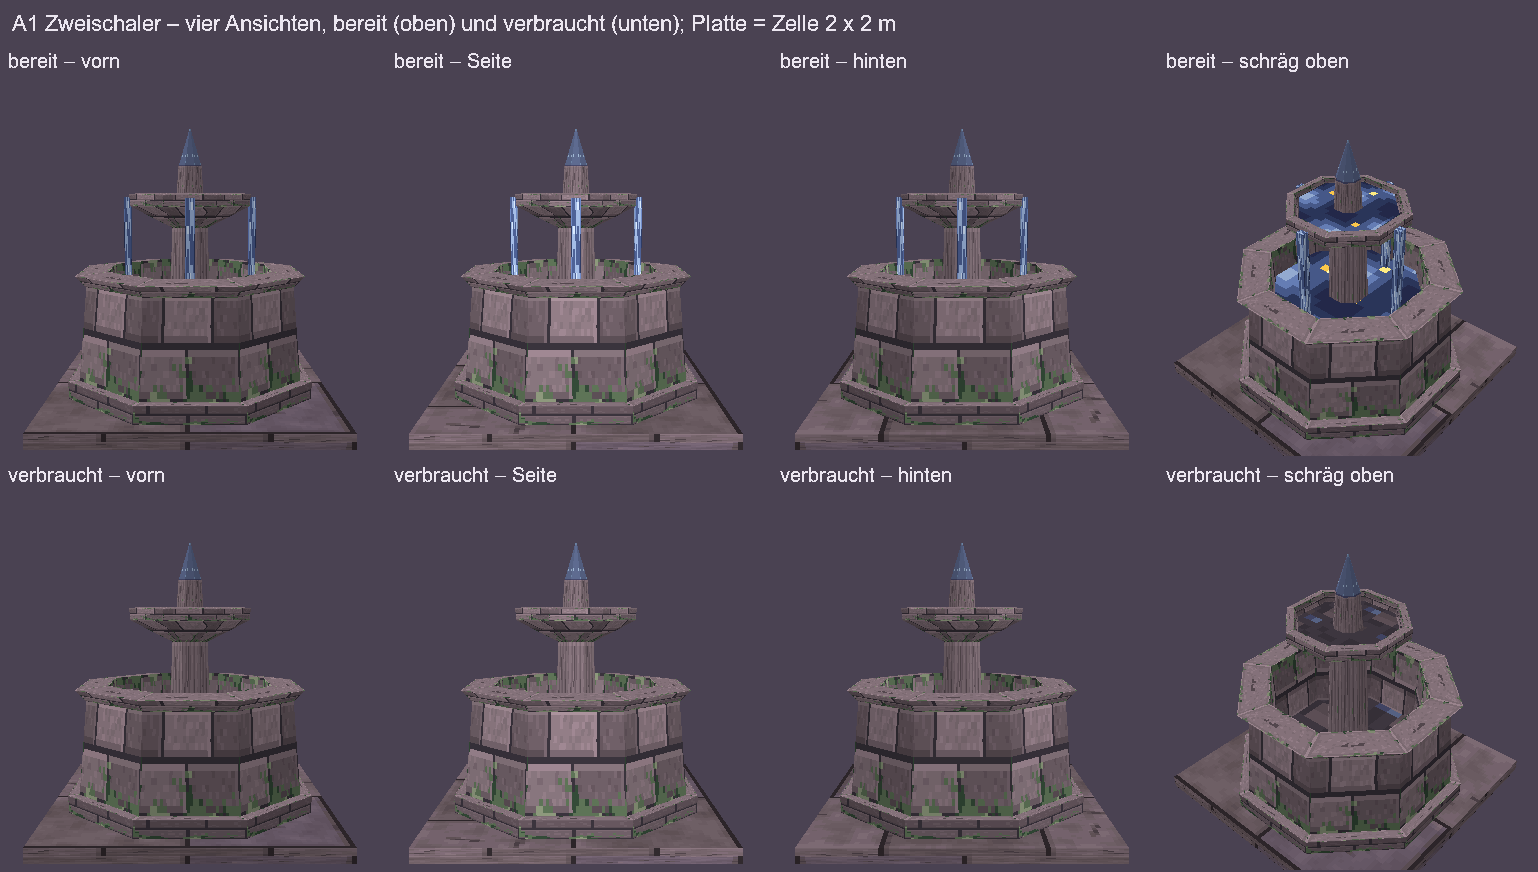 A1 Zweischaler – vier Ansichten, bereit (oben) und verbraucht (unten); Platte = Zelle 2 x 2 m
bereit – vorn
bereit – Seite
bereit – hinten
bereit – schräg oben
verbraucht – vorn
verbraucht – Seite
verbraucht – hinten
verbraucht – schräg oben